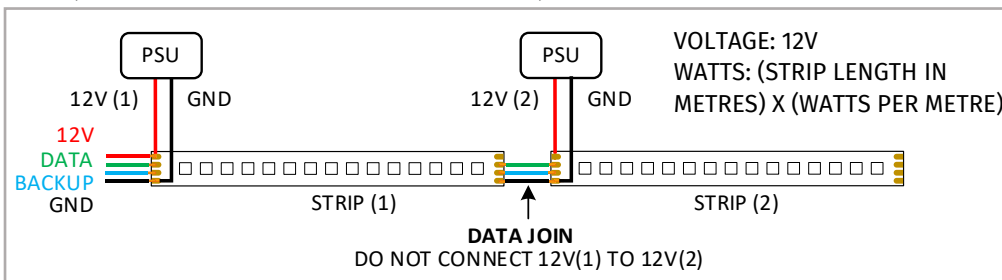 PSU
PSU
VOLTAGE: 12V
WATTS: (STRIP LENGTH IN
METRES) X (WATTS PER METRE)
12V (1)
GND
12V (2)
GND
12V
DATA
BACKUP
GND
STRIP (1)
STRIP (2)
DATA JOIN
DO NOT CONNECT 12V(1) TO 12V(2)